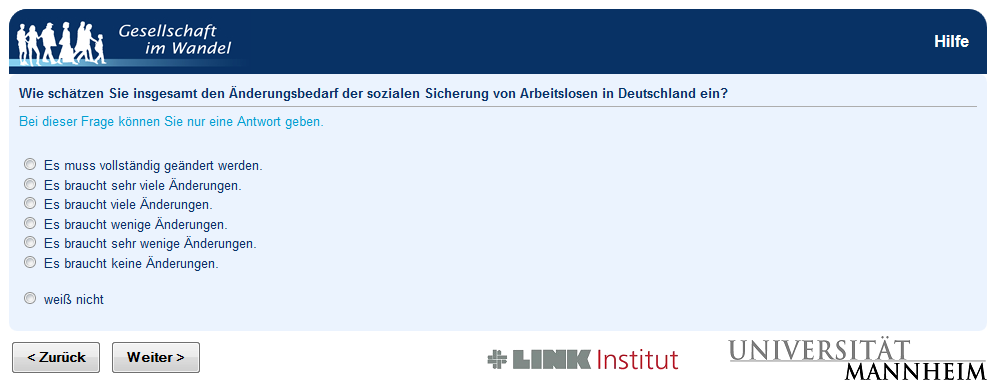 Gesellschaft
im Wandel
Hilfe
Wie schätzen Sie insgesamt den Änderungsbedarf der sozialen Sicherung von Arbeitslosen in Deutschland ein?
Bei dieser Frage können Sie nur eine Antwort geben.
Es muss vollständig geändert werden.
Es braucht sehr viele Änderungen.
Es braucht viele Änderungen.
Es braucht wenige Änderungen.
Es braucht sehr wenige Änderungen.
Es braucht keine Änderungen.
weiß nicht
< Zurück
Weiter >
LINK Institut
UNIVERSITÄT
MANNHEIM